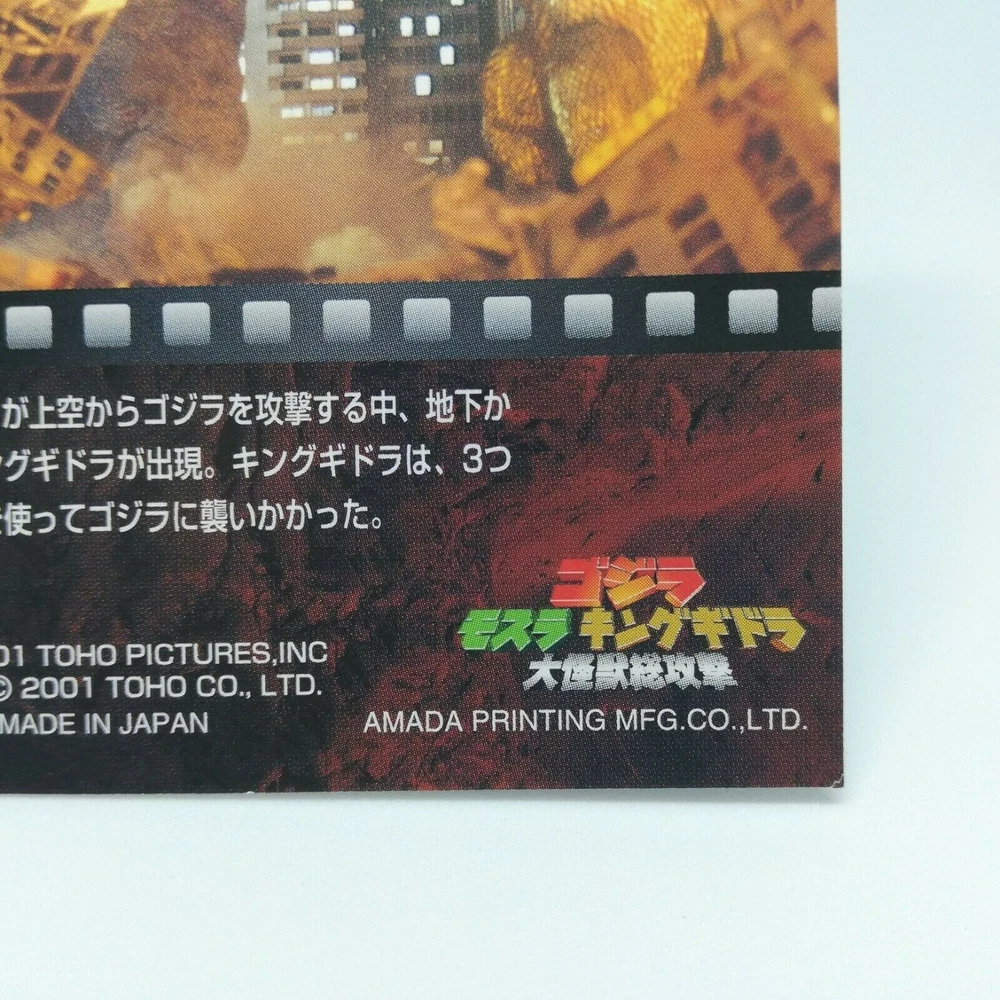 が上空からゴジラを攻撃する中、地下か
グギドラが出現。キングギドラは、3つ
使ってゴジラに襲いかかった。
ゴジラ
モスラ キングギドラ
大怪獣総攻撃
01 TOHO PICTURES,INC
© 2001 TOHO CO., LTD.
MADE IN JAPAN
AMADA PRINTING MFG.CO.,LTD.